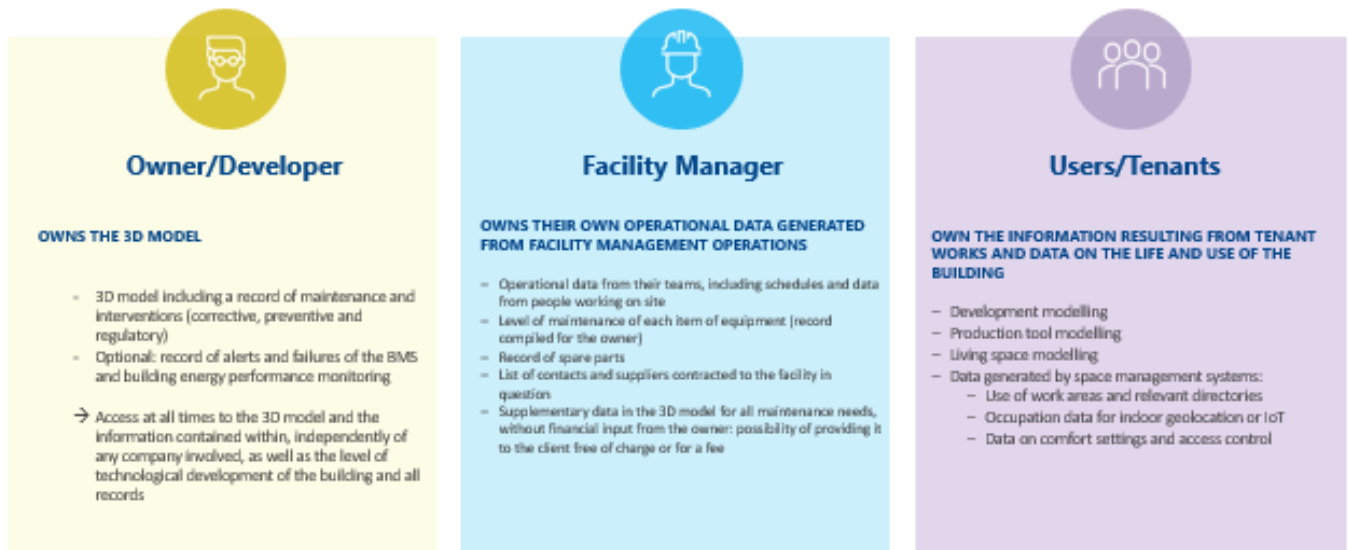 Owner/Developer
OWNS THE 3D MODEL
- 3D model including a record of maintenance and
interventions (corrective, preventive and
regulatory)
- Optional: record of alerts and failures of the BMS
and building energy performance monitoring
→ Access at all times to the 3D model and the
information contained within, independently of
any company involved, as well as the level of
technological development of the building and all
records
Facility Manager
OWNS THEIR OWN OPERATIONAL DATA GENERATED
FROM FACILITY MANAGEMENT OPERATIONS
– Operational data from their teams, including schedules and data
from people working on site
– Level of maintenance of each item of equipment (record
compiled for the owner)
– Record of spare parts
– List of contacts and suppliers contracted to the facility in
question
– Supplementary data in the 3D model for all maintenance needs,
without financial input from the owner: possibility of providing it
to the client free of charge or for a fee
Users/Tenants
OWN THE INFORMATION RESULTING FROM TENANT
WORKS AND DATA ON THE LIFE AND USE OF THE
BUILDING
– Development modelling
– Production tool modelling
– Living space modelling
– Data generated by space management systems:
– Use of work areas and relevant directories
– Occupation data for indoor geolocation or IoT
– Data on comfort settings and access control